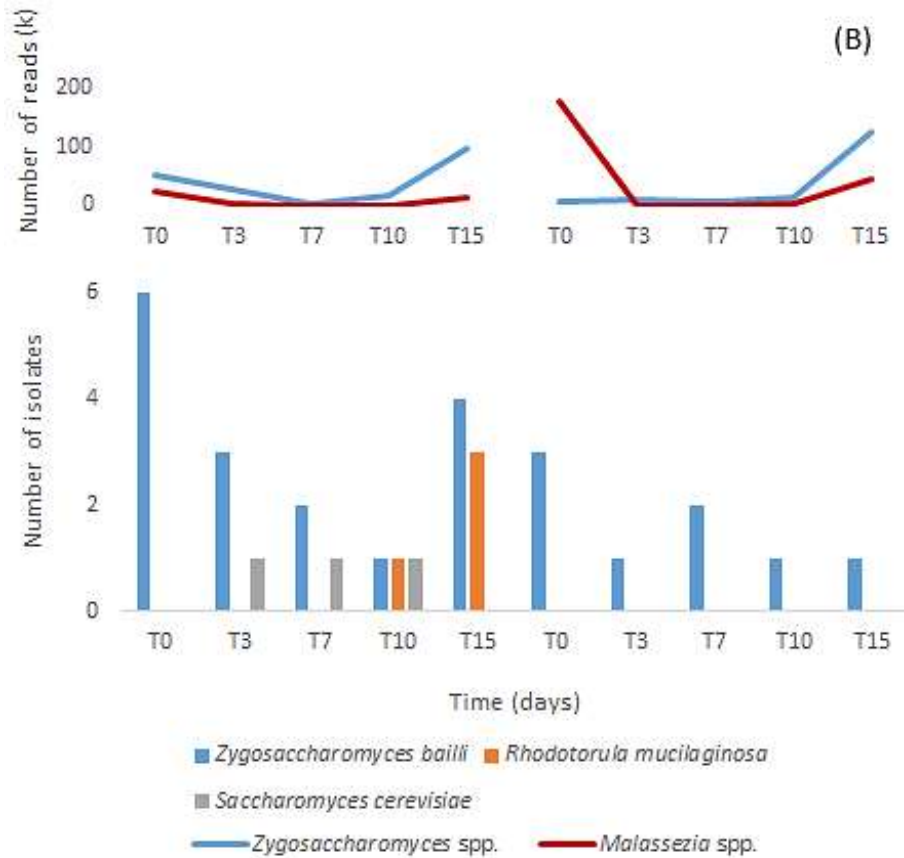 (B)
Number of reads (k)
200
100
0
T0 T3 T7 T10 T15 T0 T3 T7 T10 T15
Number of isolates
6
4
2
0
T0 T3 T7 T10 T15 T0 T3 T7 T10 T15
Time (days)
Zygosaccharomyces bailli Rhodotorula mucilaginosa
Saccharomyces cerevisiae
Zygosaccharomyces spp. Malassezia spp.